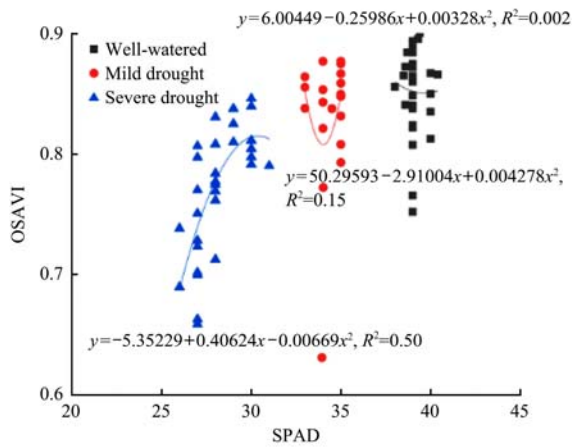 y=6.00449−0.25986x+0.00328x², R²=0.002
0.9
Well-watered
Mild drought
Severe drought
0.8
y=50.29593−2.91004x+0.004278x²,
R²=0.15
OSAVI
0.7
y=−5.35229+0.40624x−0.00669x², R²=0.50
0.6
20 25 30 35 40 45
SPAD